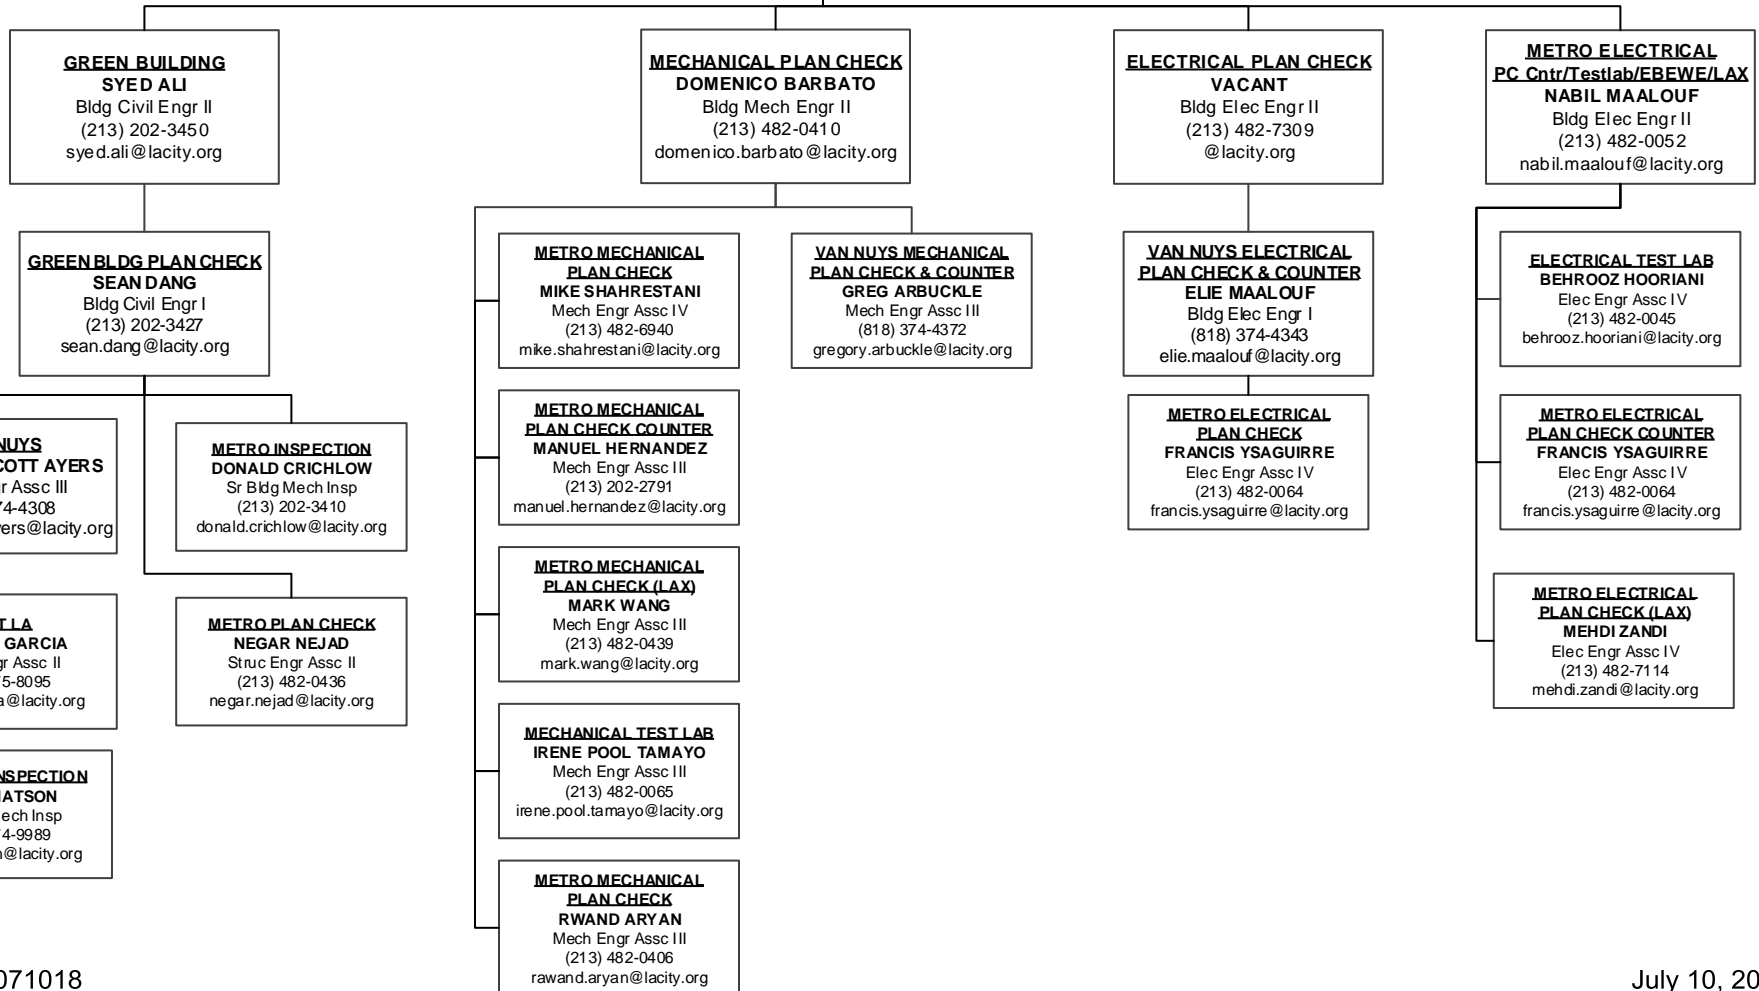 GREEN BUILDING
SYED ALI
Bldg Civil Engr II
(213) 202-3450
syed.ali@lacity.org
MECHANICAL PLAN CHECK
DOMENICO BARBATO
Bldg Mech Engr II
(213) 482-0410
domenico.barbato@lacity.org
ELECTRICAL PLAN CHECK
VACANT
Bldg Elec Engr II
(213) 482-7309
@lacity.org
METRO ELECTRICAL
PC Cntr/Testlab/EBEWE/LAX
NABIL MAALOUF
Bldg Elec Engr II
(213) 482-0052
nabil.maalouf@lacity.org
GREEN BLDG PLAN CHECK
SEAN DANG
Bldg Civil Engr I
(213) 202-3427
sean.dang@lacity.org
METRO MECHANICAL
PLAN CHECK
MIKE SHAHRESTANI
Mech Engr Assc IV
(213) 482-6940
mike.shahrestani@lacity.org
VAN NUYS MECHANICAL
PLAN CHECK & COUNTER
GREG ARBUCKLE
Mech Engr Assc III
(818) 374-4372
gregory.arbuckle@lacity.org
VAN NUYS ELECTRICAL
PLAN CHECK & COUNTER
ELIE MAALOUF
Bldg Elec Engr I
(818) 374-4343
elie.maalouf@lacity.org
ELECTRICAL TEST LAB
BEHROOZ HOORIANI
Elec Engr Assc IV
(213) 482-0045
behrooz.hooriani@lacity.org
NUYS
COTT AYERS
r Assc III
74-4308
yers@lacity.org
METRO INSPECTION
DONALD CRICHLOW
Sr Bldg Mech Insp
(213) 202-3410
donald.crichlow@lacity.org
METRO MECHANICAL
PLAN CHECK COUNTER
MANUEL HERNANDEZ
Mech Engr Assc III
(213) 202-2791
manuel.hernandez@lacity.org
METRO ELECTRICAL
PLAN CHECK
FRANCIS YSAGUIRRE
Elec Engr Assc IV
(213) 482-0064
francis.ysaguirre@lacity.org
METRO ELECTRICAL
PLAN CHECK COUNTER
FRANCIS YSAGUIRRE
Elec Engr Assc IV
(213) 482-0064
francis.ysaguirre@lacity.org
T LA
GARCIA
gr Assc II
5-8095
a@lacity.org
METRO PLAN CHECK
NEGAR NEJAD
Struc Engr Assc II
(213) 482-0436
negar.nejad@lacity.org
METRO MECHANICAL
PLAN CHECK (LAX)
MARK WANG
Mech Engr Assc III
(213) 482-0439
mark.wang@lacity.org
METRO ELECTRICAL
PLAN CHECK (LAX)
MEHDI ZANDI
Elec Engr Assc IV
(213) 482-7114
mehdi.zandi@lacity.org
MECHANICAL TEST LAB
IRENE POOL TAMAYO
Mech Engr Assc III
(213) 482-0065
irene.pool.tamayo@lacity.org
NSPECTION
ATSON
ech Insp
4-9989
@lacity.org
METRO MECHANICAL
PLAN CHECK
RWAND ARYAN
Mech Engr Assc III
(213) 482-0406
rawand.aryan@lacity.org
071018
July 10, 20